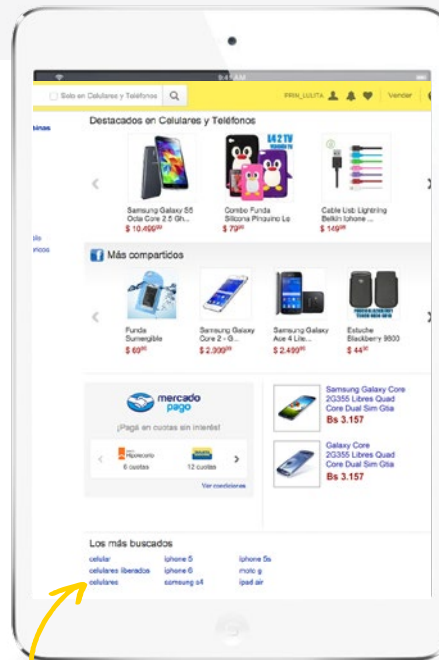 9:41 AM
Solo en Celulares y Teléfonos
PRIN_LULITA
Vender
Destacados en Celulares y Teléfonos
Samsung Galaxy S5
Octa Core 2.5 Gh...
$ 10.499
Combo Funda
Silicona Pinguino Le
$ 79
Cable Usb Lightning
Belkin Iphone ...
$ 149
Más compartidos
Funda
Sumergible
$ 69
Samsung Galaxy
Core 2 - G...
$ 2.999
Samsung Galaxy
Ace 4 Lite...
$ 2.499
Estuche
Blackberry 9800
$ 44
mercado
pago
¡Pagá en cuotas sin interés!
Hipotecario
6 cuotas
12 cuotas
Ver condiciones
Samsung Galaxy Core
2G355 Libres Quad
Core Dual Sim Gtia
Bs 3.157
Galaxy Core
2G355 Libres Quad
Core Dual Sim Gtia
Bs 3.157
Los más buscados
celular
iphone 5
iphone 5s
celulares liberados
iphone 6
moto g
celulares
samsung s4
ipad air